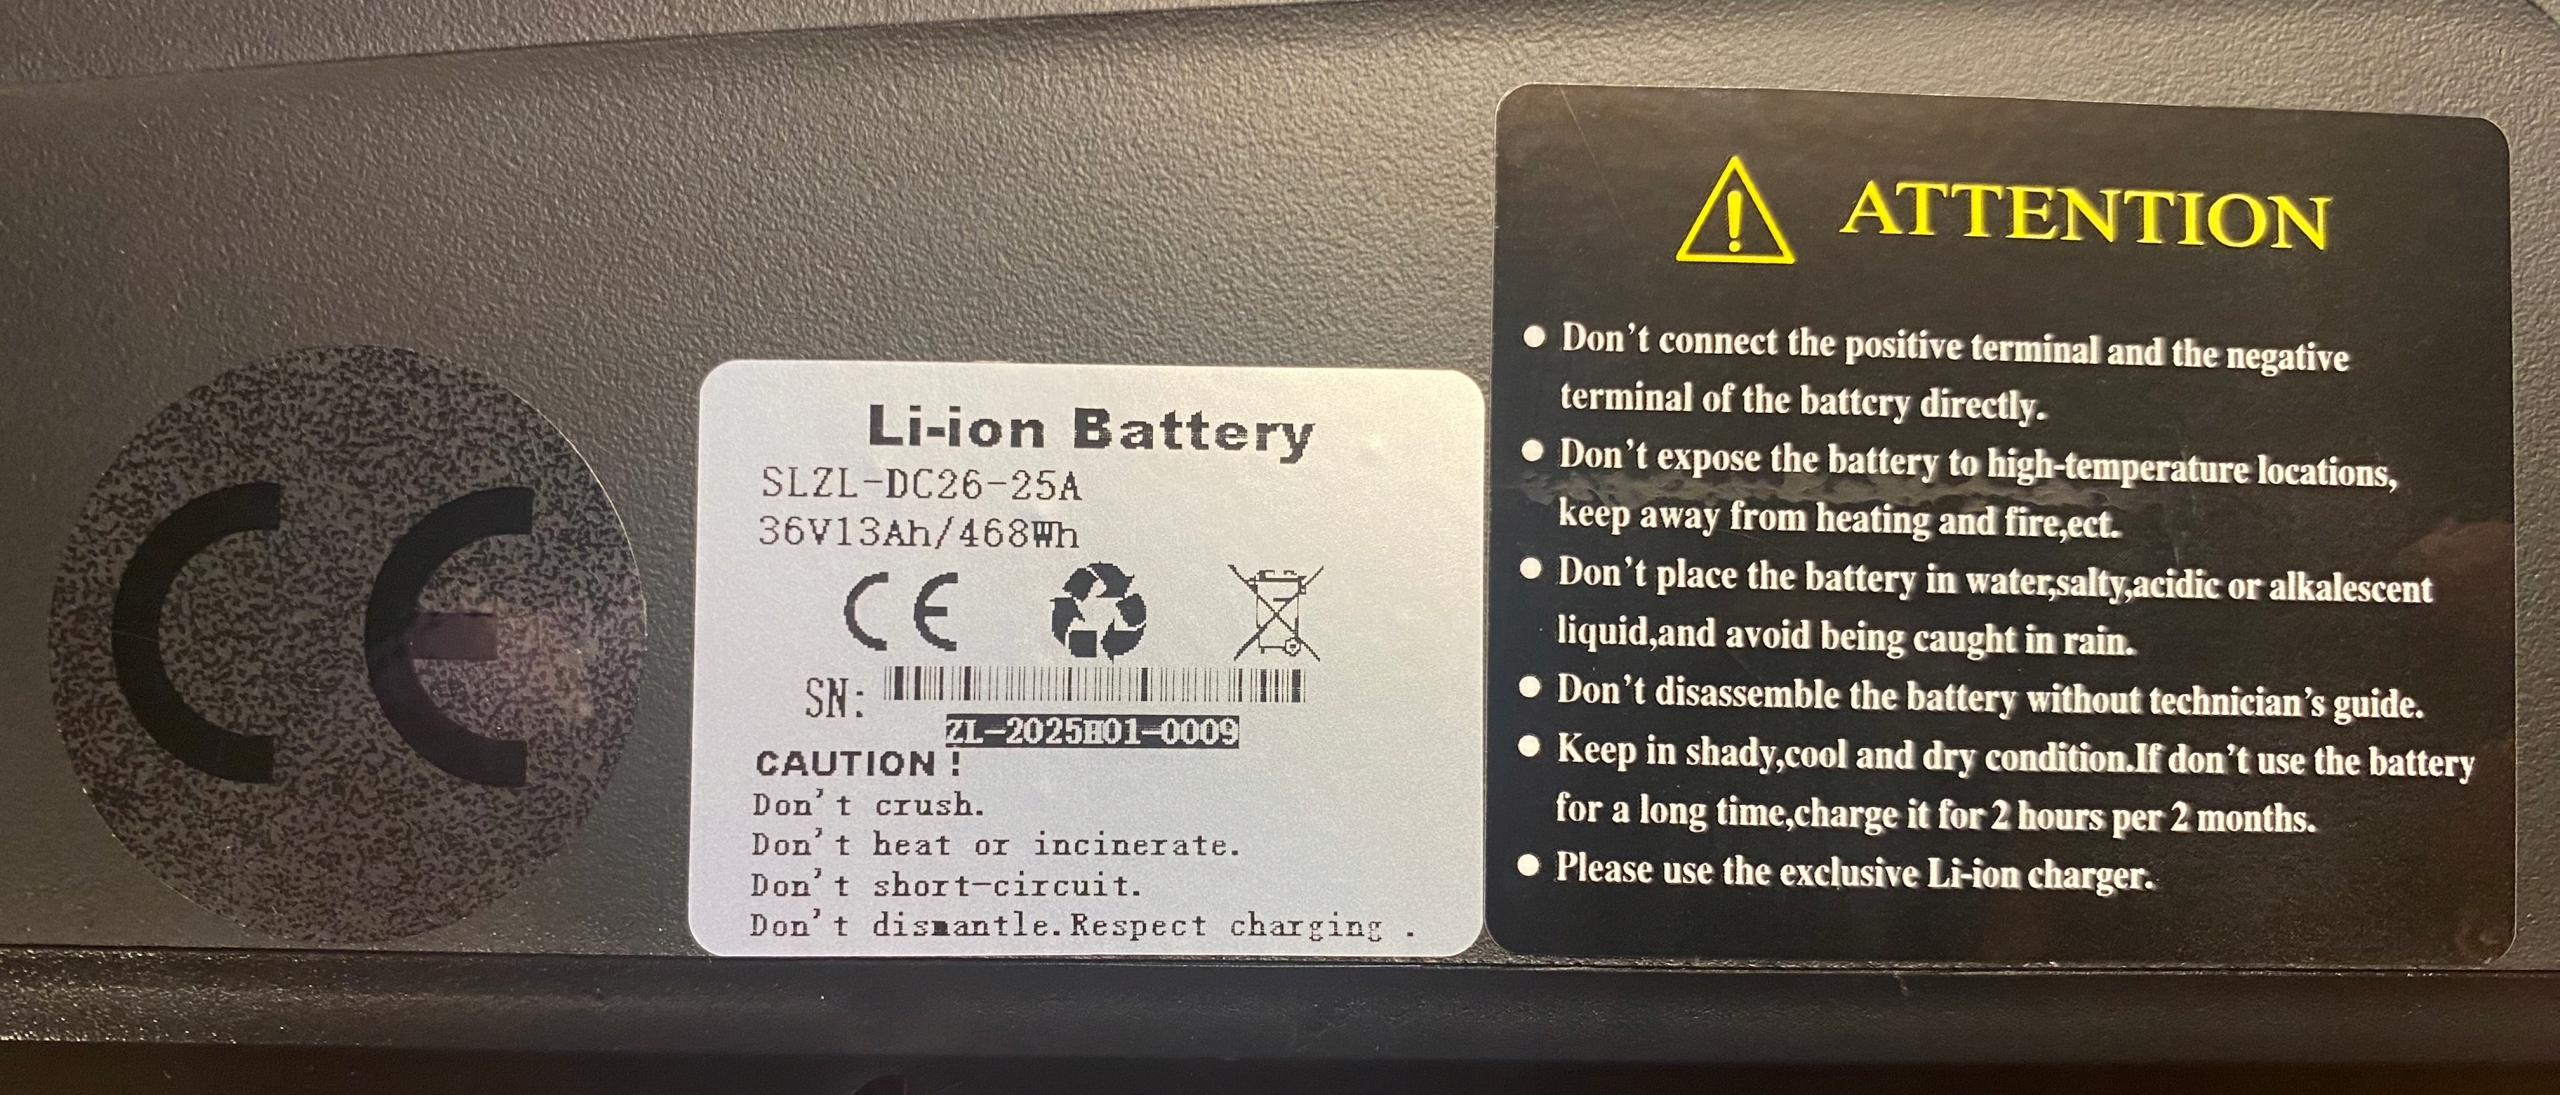 CE
Li-ion Battery
SLZL-DC26-25A
36V13Ah/468Wh
CE
SN:
ZL-2025H01-0009
CAUTION!
Don't crush.
Don't heat or incinerate.
Don't short-circuit.
Don't dismantle.Respect charging .
ATTENTION
● Don't connect the positive terminal and the negative
terminal of the battcry directly.
● Don't expose the battery to high-temperature locations,
keep away from heating and fire,ect.
● Don't place the battery in water,salty,acidic or alkalescent
liquid,and avoid being caught in rain.
● Don't disassemble the battery without technician's guide.
● Keep in shady,cool and dry condition.If don't use the battery
for a long time,charge it for 2 hours per 2 months.
● Please use the exclusive Li-ion charger.